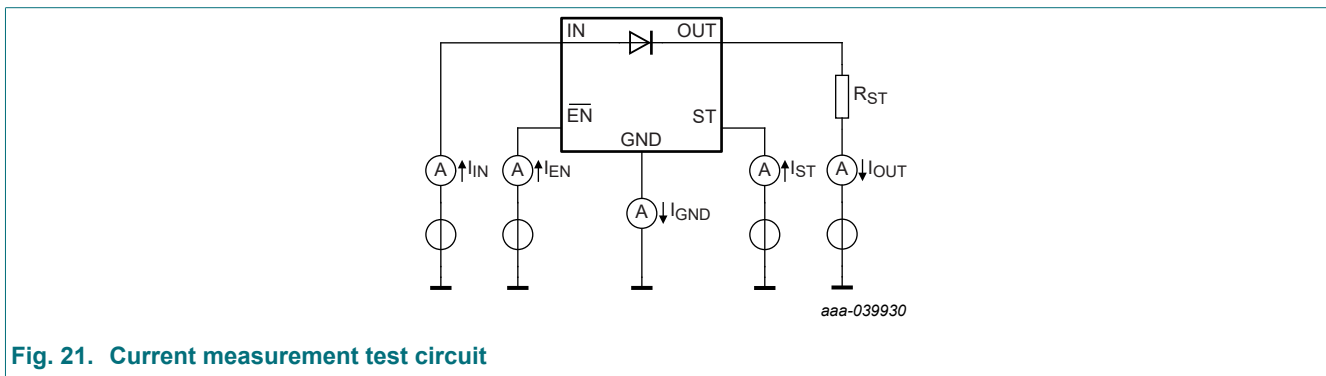 IN OUT
RST
EN ST
GND
A IIN A IEN A IST A IOUT
A IGND
aaa-039930
Fig. 21. Current measurement test circuit